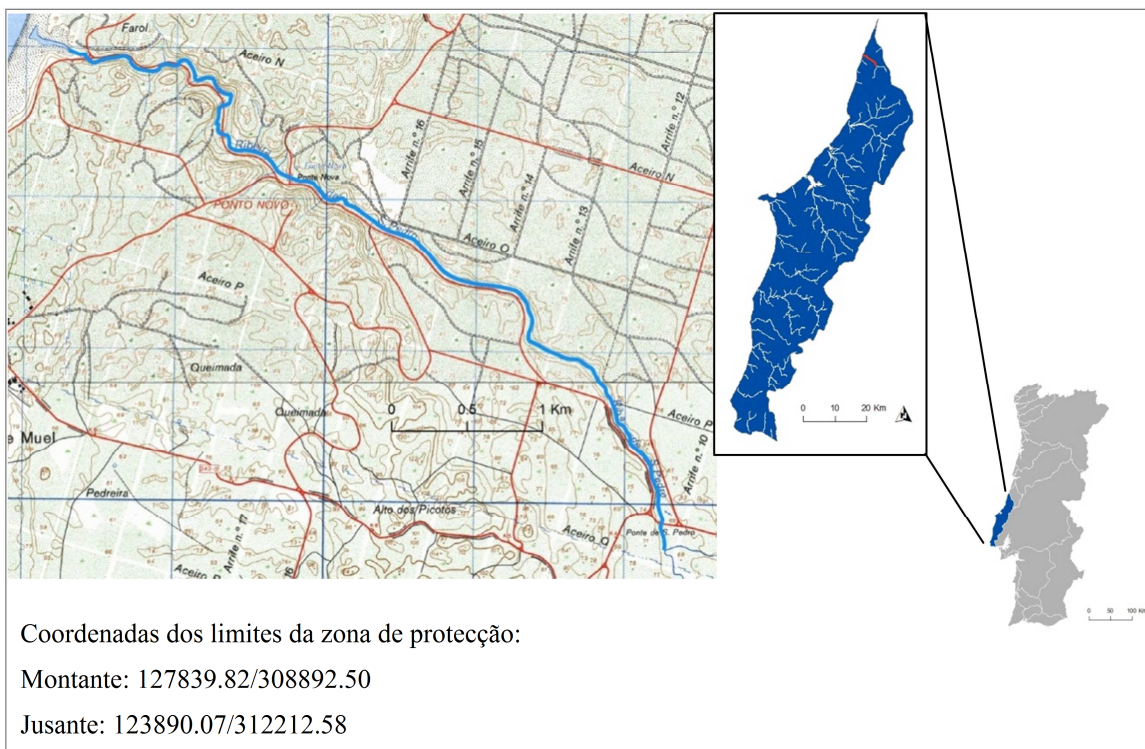 Farol
Aceiro N
Arrife n.º 16
Arrife n.º 15
Arrife n.º 14
Arrife n.º 13
Arrife n.º 12
Aceiro N
Ribeira
Ponte Nova
PONTO NOVO
S. Pedro
Aceiro O
Aceiro P
Queimada
Queimada
0 0.5 1 Km
Aceiro P
Arrife n.º 10
e Muel
Pedreira
Alto dos Picotos
Arrife n.º 17
16
Aceiro Q
Ponte de S. Pedro
Aceiro P
0 10 20 Km
0 50 100 Km
Coordenadas dos limites da zona de protecção:
Montante: 127839.82/308892.50
Jusante: 123890.07/312212.58